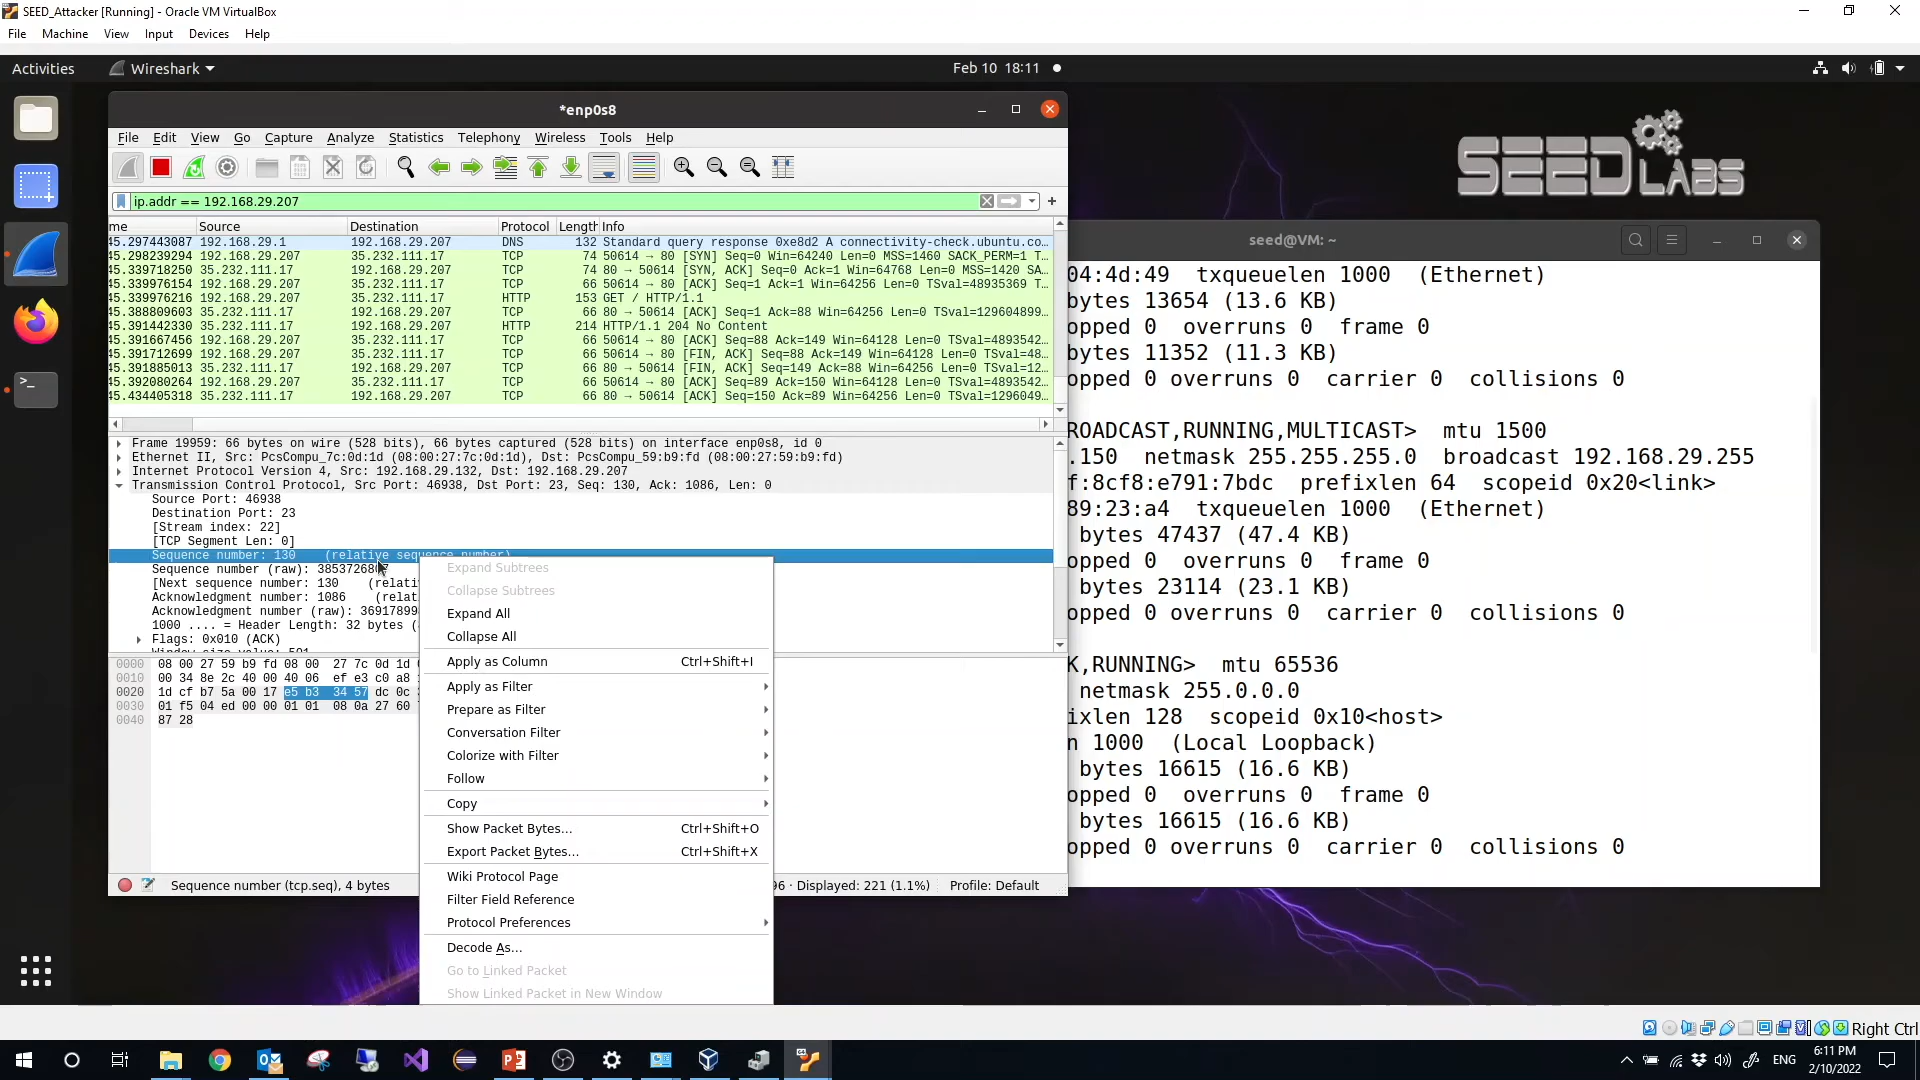 SEED_Attacker [Running] - Oracle VM VirtualBox
File Machine View Input Devices Help
Activities Wireshark Feb 10 18:11
SEEDLABS
*enp0s8
File Edit View Go Capture Analyze Statistics Telephony Wireless Tools Help
ip.addr == 192.168.29.207
me Source Destination Protocol Length Info
45.297443087 192.168.29.1 192.168.29.207 DNS 132 Standard query response 0xe8d2 A connectivity-check.ubuntu.co…
45.298239294 192.168.29.207 35.232.111.17 TCP 74 50614 → 80 [SYN] Seq=0 Win=64240 Len=0 MSS=1460 SACK_PERM=1 T…
45.339718250 35.232.111.17 192.168.29.207 TCP 74 80 → 50614 [SYN, ACK] Seq=0 Ack=1 Win=64768 Len=0 MSS=1420 SA…
45.339976154 192.168.29.207 35.232.111.17 TCP 66 50614 → 80 [ACK] Seq=1 Ack=1 Win=64256 Len=0 TSval=48935369 T…
45.339976216 192.168.29.207 35.232.111.17 HTTP 153 GET / HTTP/1.1
45.388809603 35.232.111.17 192.168.29.207 TCP 66 80 → 50614 [ACK] Seq=1 Ack=88 Win=64256 Len=0 TSval=129604899…
45.391442330 35.232.111.17 192.168.29.207 HTTP 214 HTTP/1.1 204 No Content
45.391667456 192.168.29.207 35.232.111.17 TCP 66 50614 → 80 [ACK] Seq=88 Ack=149 Win=64128 Len=0 TSval=4893542…
45.391712699 192.168.29.207 35.232.111.17 TCP 66 50614 → 80 [FIN, ACK] Seq=88 Ack=149 Win=64128 Len=0 TSval=48…
45.391885013 35.232.111.17 192.168.29.207 TCP 66 80 → 50614 [FIN, ACK] Seq=149 Ack=88 Win=64256 Len=0 TSval=12…
45.392080264 192.168.29.207 35.232.111.17 TCP 66 50614 → 80 [ACK] Seq=89 Ack=150 Win=64128 Len=0 TSval=4893542…
45.434405318 35.232.111.17 192.168.29.207 TCP 66 80 → 50614 [ACK] Seq=150 Ack=89 Win=64256 Len=0 TSval=1296049…
Frame 19959: 66 bytes on wire (528 bits), 66 bytes captured (528 bits) on interface enp0s8, id 0
Ethernet II, Src: PcsCompu_7c:0d:1d (08:00:27:7c:0d:1d), Dst: PcsCompu_59:b9:fd (08:00:27:59:b9:fd)
Internet Protocol Version 4, Src: 192.168.29.132, Dst: 192.168.29.207
Transmission Control Protocol, Src Port: 46938, Dst Port: 23, Seq: 130, Ack: 1086, Len: 0
Source Port: 46938
Destination Port: 23
[Stream index: 22]
[TCP Segment Len: 0]
Sequence number: 130 (relative sequence number)
Sequence number (raw): 3853726807
[Next sequence number: 130 (relati
Acknowledgment number: 1086 (relat
Acknowledgment number (raw): 36917899
1000 .... = Header Length: 32 bytes (
Flags: 0x010 (ACK)
Window size value: 501
0000 08 00 27 59 b9 fd 08 00 27 7c 0d 1d 0
0010 00 34 8e 2c 40 00 40 06 ef e3 c0 a8
0020 1d cf b7 5a 00 17 e5 b3 34 57 dc 0c
0030 01 f5 04 ed 00 00 01 01 08 0a 27 60
0040 87 28
Sequence number (tcp.seq), 4 bytes
96 · Displayed: 221 (1.1%) Profile: Default
Expand Subtrees
Collapse Subtrees
Expand All
Collapse All
Apply as Column Ctrl+Shift+I
Apply as Filter
Prepare as Filter
Conversation Filter
Colorize with Filter
Follow
Copy
Show Packet Bytes… Ctrl+Shift+O
Export Packet Bytes… Ctrl+Shift+X
Wiki Protocol Page
Filter Field Reference
Protocol Preferences
Decode As…
Go to Linked Packet
Show Linked Packet in New Window
seed@VM: ~
04:4d:49 txqueuelen 1000 (Ethernet)
bytes 13654 (13.6 KB)
opped 0 overruns 0 frame 0
bytes 11352 (11.3 KB)
opped 0 overruns 0 carrier 0 collisions 0
ROADCAST,RUNNING,MULTICAST> mtu 1500
.150 netmask 255.255.255.0 broadcast 192.168.29.255
f:8cf8:e791:7bdc prefixlen 64 scopeid 0x20<link>
89:23:a4 txqueuelen 1000 (Ethernet)
bytes 47437 (47.4 KB)
opped 0 overruns 0 frame 0
bytes 23114 (23.1 KB)
opped 0 overruns 0 carrier 0 collisions 0
K,RUNNING> mtu 65536
netmask 255.0.0.0
ixlen 128 scopeid 0x10<host>
n 1000 (Local Loopback)
bytes 16615 (16.6 KB)
opped 0 overruns 0 frame 0
bytes 16615 (16.6 KB)
opped 0 overruns 0 carrier 0 collisions 0
Right Ctrl
ENG
6:11 PM
2/10/2022